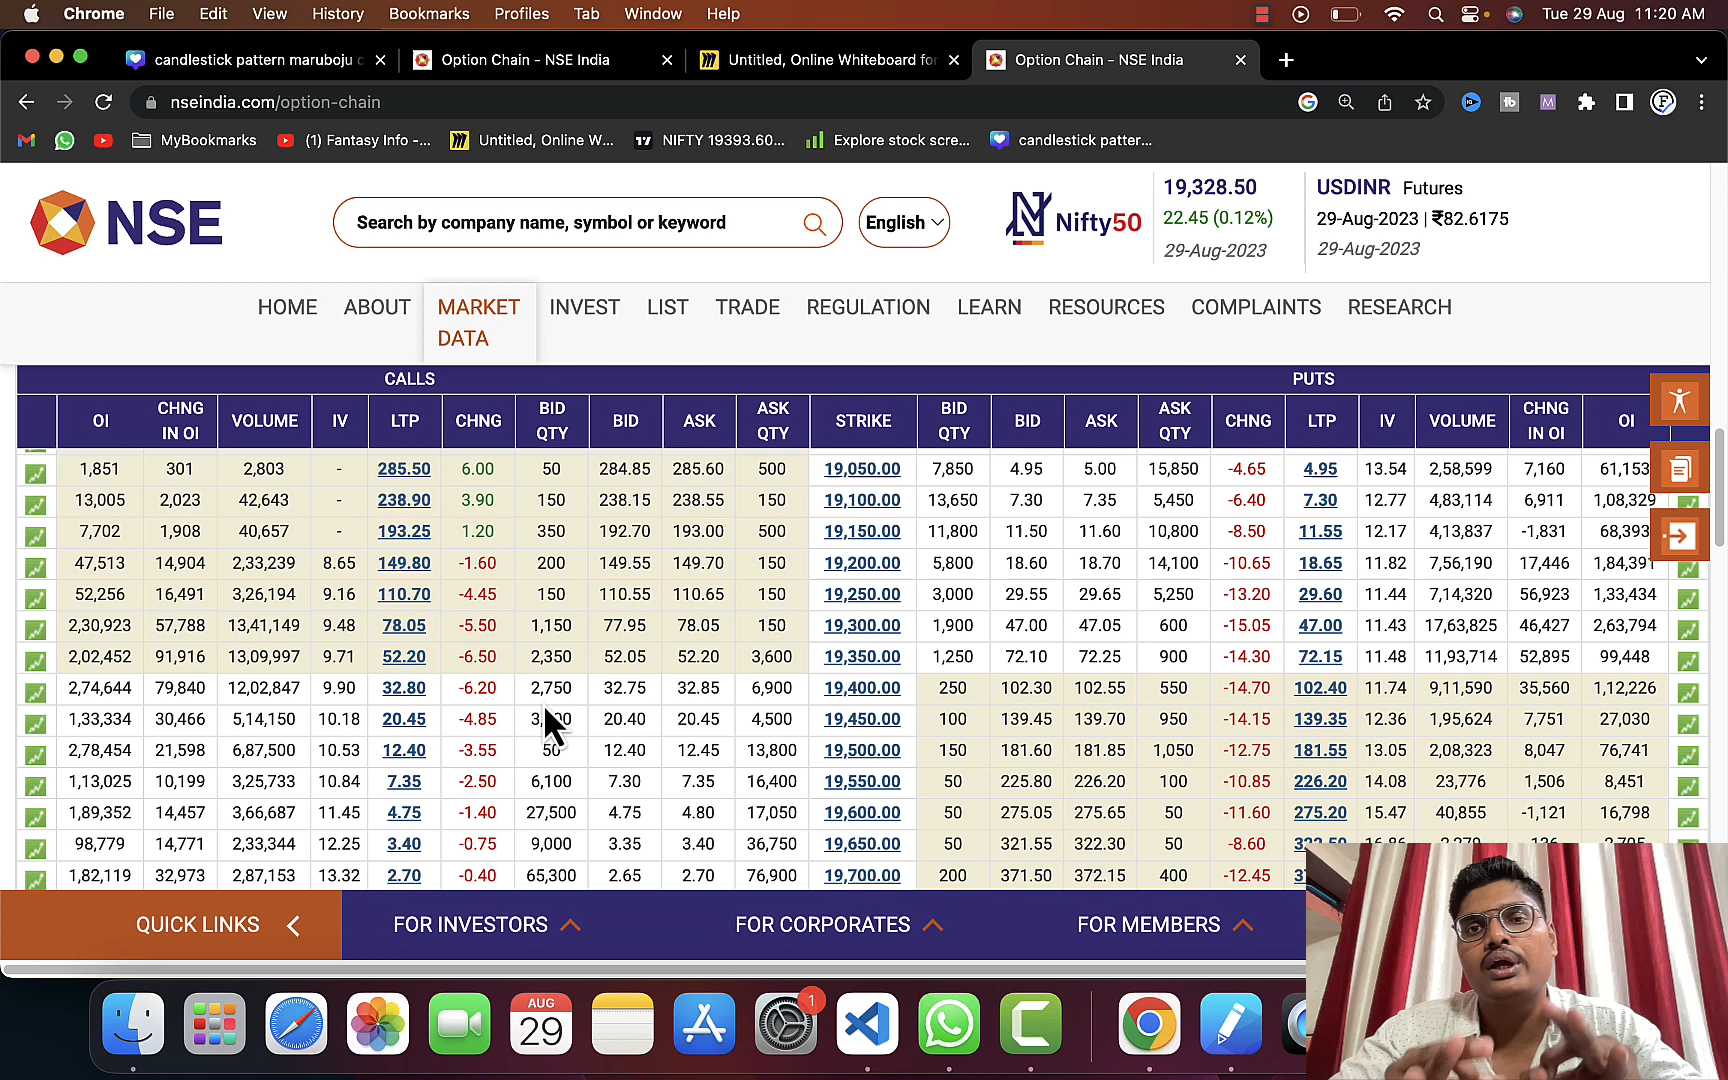 Chrome File Edit View History Bookmarks Profiles Tab Window Help Tue 29 Aug 11:20 AM
candlestick pattern maruboju Option Chain - NSE India Untitled, Online Whiteboard for Option Chain - NSE India
nseindia.com/option-chain
MyBookmarks (1) Fantasy Info -... Untitled, Online W... NIFTY 19393.60... Explore stock scre... candlestick patter...
NSE
Search by company name, symbol or keyword
English
Nifty50
19,328.50
22.45 (0.12%)
29-Aug-2023
USDINR Futures
29-Aug-2023 | ₹82.6175
29-Aug-2023
HOME ABOUT MARKET DATA INVEST LIST TRADE REGULATION LEARN RESOURCES COMPLAINTS RESEARCH
CALLS PUTS
OI CHNG IN OI VOLUME IV LTP CHNG BID QTY BID ASK ASK QTY STRIKE BID QTY BID ASK ASK QTY CHNG LTP IV VOLUME CHNG IN OI OI
1,851 301 2,803 - 285.50 6.00 50 284.85 285.60 500 19,050.00 7,850 4.95 5.00 15,850 -4.65 4.95 13.54 2,58,599 7,160 61,153
13,005 2,023 42,643 - 238.90 3.90 150 238.15 238.55 150 19,100.00 13,650 7.30 7.35 5,450 -6.40 7.30 12.77 4,83,114 6,911 1,08,329
7,702 1,908 40,657 - 193.25 1.20 350 192.70 193.00 500 19,150.00 11,800 11.50 11.60 10,800 -8.50 11.55 12.17 4,13,837 -1,831 68,393
47,513 14,904 2,33,239 8.65 149.80 -1.60 200 149.55 149.70 150 19,200.00 5,800 18.60 18.70 14,100 -10.65 18.65 11.82 7,56,190 17,446 1,84,391
52,256 16,491 3,26,194 9.16 110.70 -4.45 150 110.55 110.65 150 19,250.00 3,000 29.55 29.65 5,250 -13.20 29.60 11.44 7,14,320 56,923 1,33,434
2,30,923 57,788 13,41,149 9.48 78.05 -5.50 1,150 77.95 78.05 150 19,300.00 1,900 47.00 47.05 600 -15.05 47.00 11.43 17,63,825 46,427 2,63,794
2,02,452 91,916 13,09,997 9.71 52.20 -6.50 2,350 52.05 52.20 3,600 19,350.00 1,250 72.10 72.25 900 -14.30 72.15 11.48 11,93,714 52,895 99,448
2,74,644 79,840 12,02,847 9.90 32.80 -6.20 2,750 32.75 32.85 6,900 19,400.00 250 102.30 102.55 550 -14.70 102.40 11.74 9,11,590 35,560 1,12,226
1,33,334 30,466 5,14,150 10.18 20.45 -4.85 20.40 20.45 4,500 19,450.00 100 139.45 139.70 950 -14.15 139.35 12.36 1,95,624 7,751 27,030
2,78,454 21,598 6,87,500 10.53 12.40 -3.55 50 12.40 12.45 13,800 19,500.00 150 181.60 181.85 1,050 -12.75 181.55 13.05 2,08,323 8,047 76,741
1,13,025 10,199 3,25,733 10.84 7.35 -2.50 6,100 7.30 7.35 16,400 19,550.00 50 225.80 226.20 100 -10.85 226.20 14.08 23,776 1,506 8,451
1,89,352 14,457 3,66,687 11.45 4.75 -1.40 27,500 4.75 4.80 17,050 19,600.00 50 275.05 275.65 50 -11.60 275.20 15.47 40,855 -1,121 16,798
98,779 14,771 2,33,344 12.25 3.40 -0.75 9,000 3.35 3.40 36,750 19,650.00 50 321.55 322.30 50 -8.60
1,82,119 32,973 2,87,153 13.32 2.70 -0.40 65,300 2.65 2.70 76,900 19,700.00 200 371.50 372.15 400 -12.45
QUICK LINKS FOR INVESTORS FOR CORPORATES FOR MEMBERS
AUG
29
1